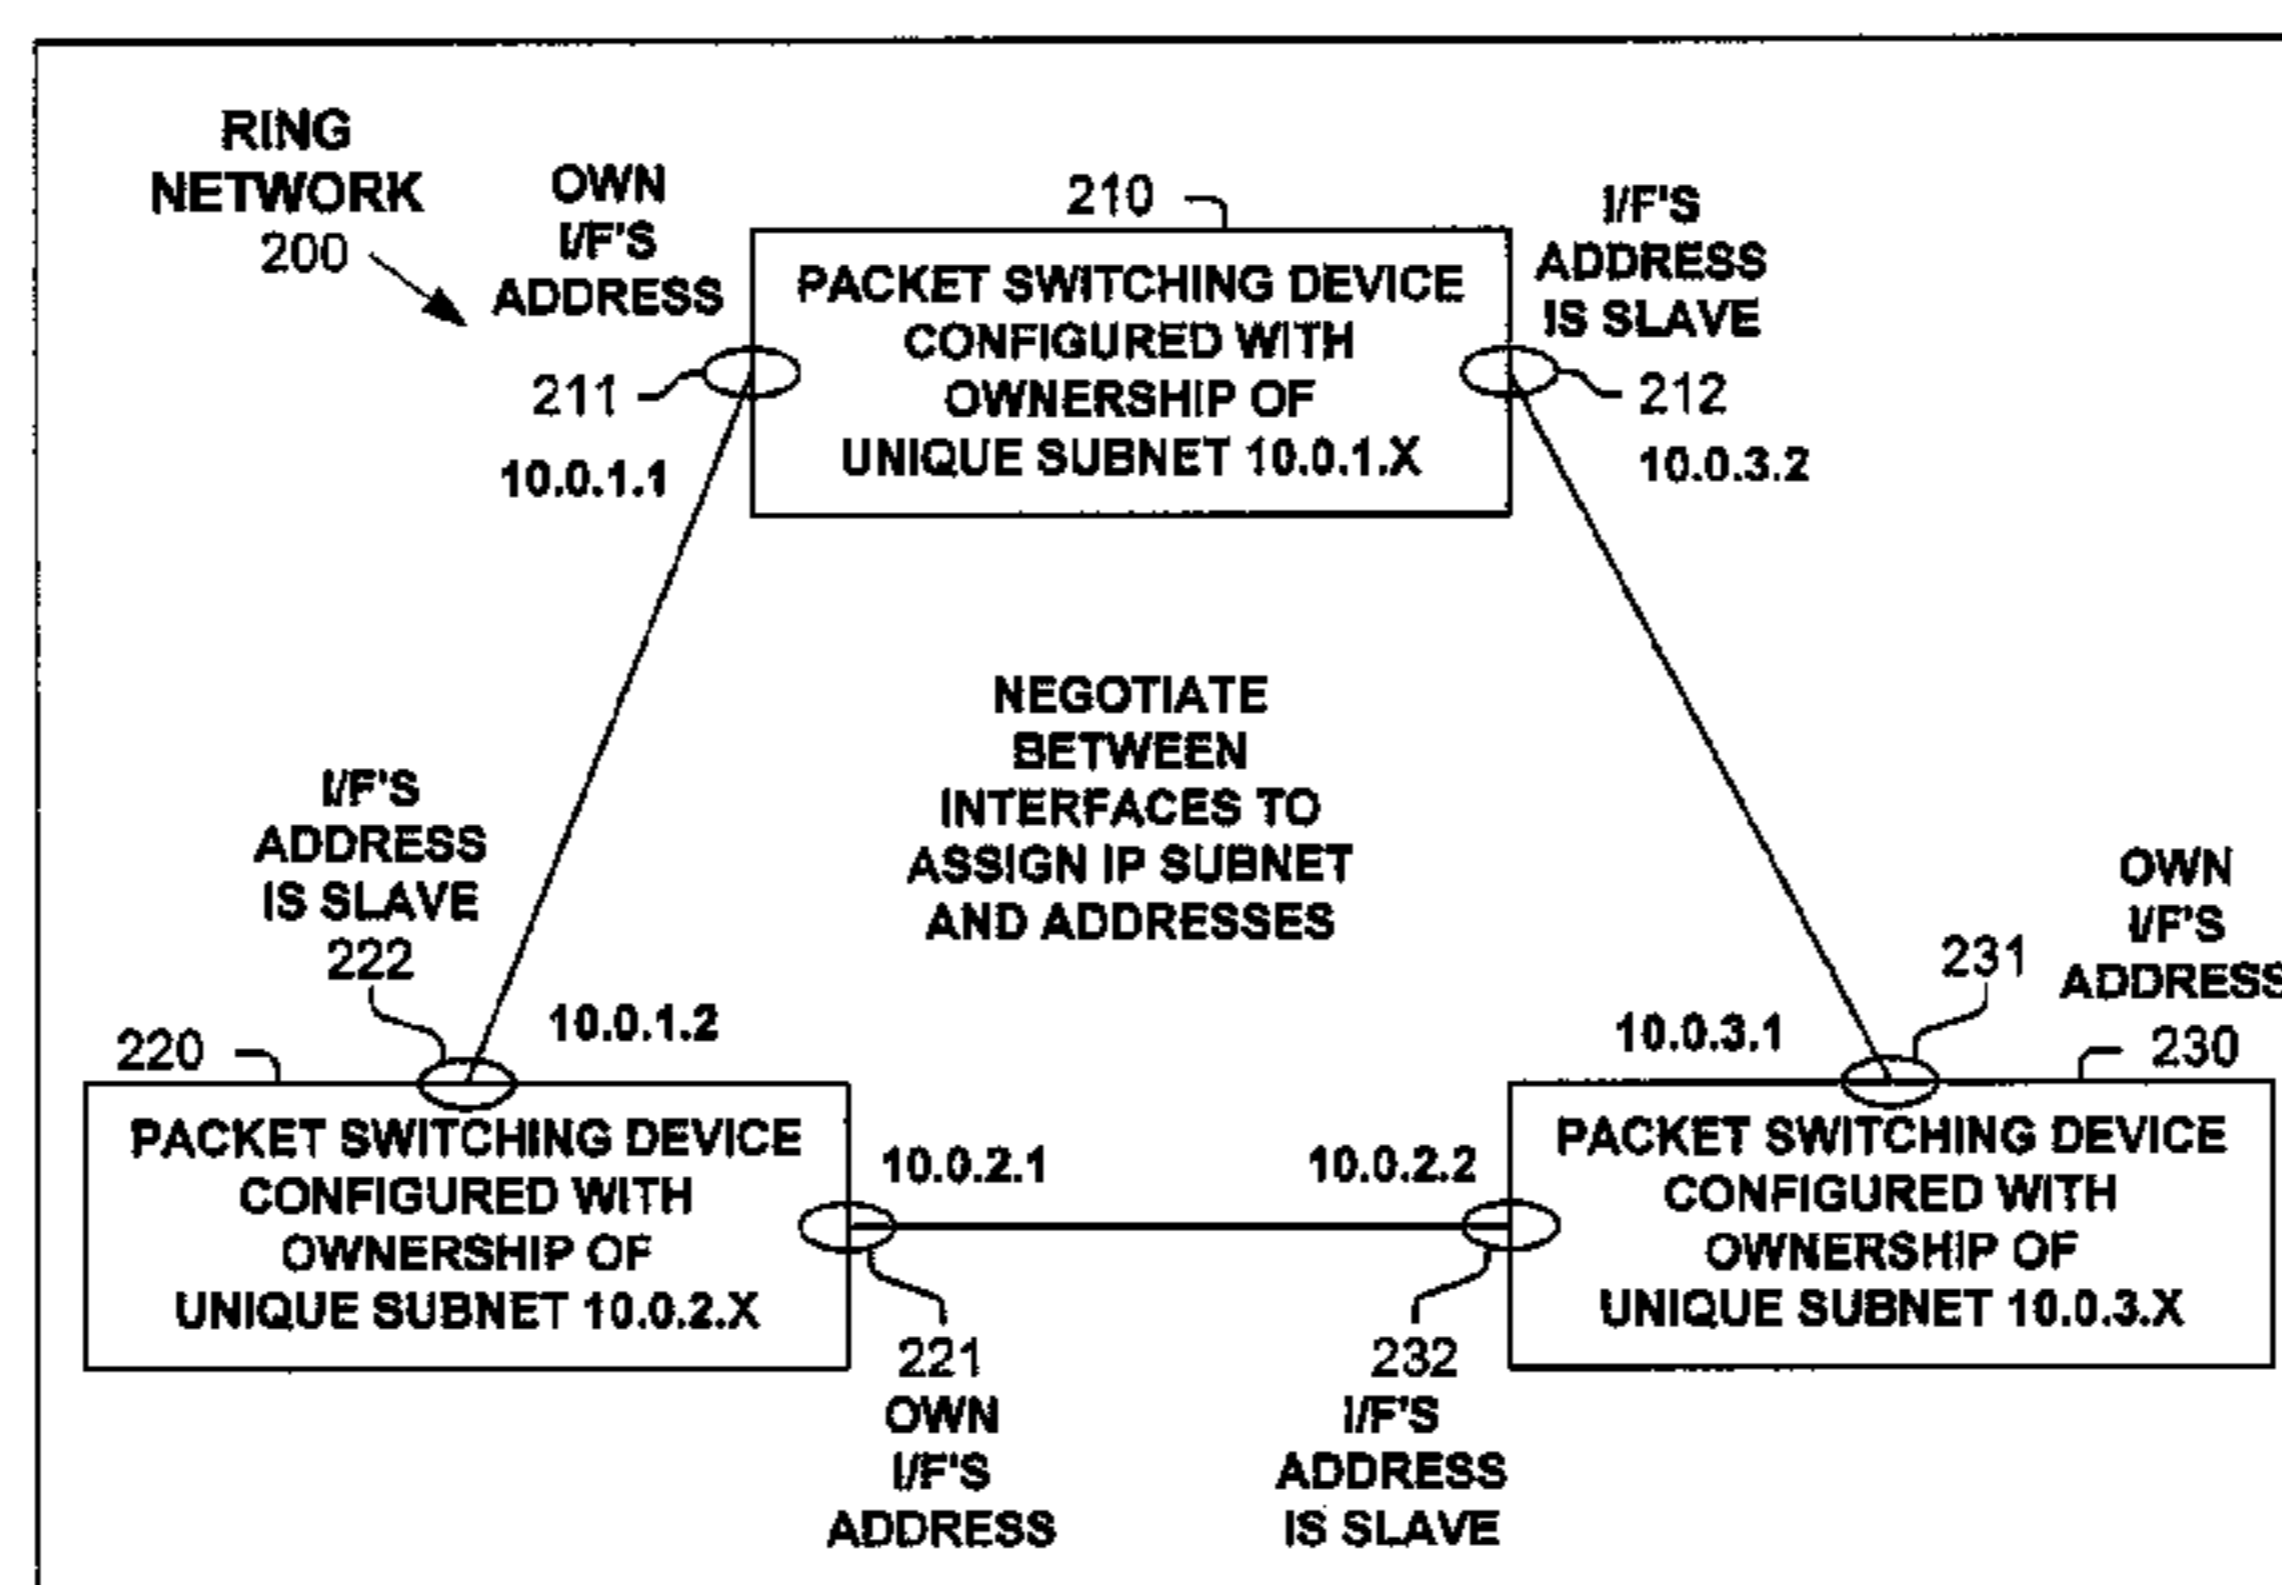 RING
NETWORK
200
OWN
I/F'S
ADDRESS
210
I/F'S
ADDRESS
IS SLAVE
PACKET SWITCHING DEVICE
CONFIGURED WITH
OWNERSHIP OF
UNIQUE SUBNET 10.0.1.X
211
10.0.1.1
212
10.0.3.2
NEGOTIATE
BETWEEN
INTERFACES TO
ASSIGN IP SUBNET
AND ADDRESSES
I/F'S
ADDRESS
IS SLAVE
222
10.0.1.2
220
OWN
I/F'S
ADDRESS
231
10.0.3.1
230
PACKET SWITCHING DEVICE
CONFIGURED WITH
OWNERSHIP OF
UNIQUE SUBNET 10.0.2.X
10.0.2.1
10.0.2.2
PACKET SWITCHING DEVICE
CONFIGURED WITH
OWNERSHIP OF
UNIQUE SUBNET 10.0.3.X
221
OWN
I/F'S
ADDRESS
232
I/F'S
ADDRESS
IS SLAVE